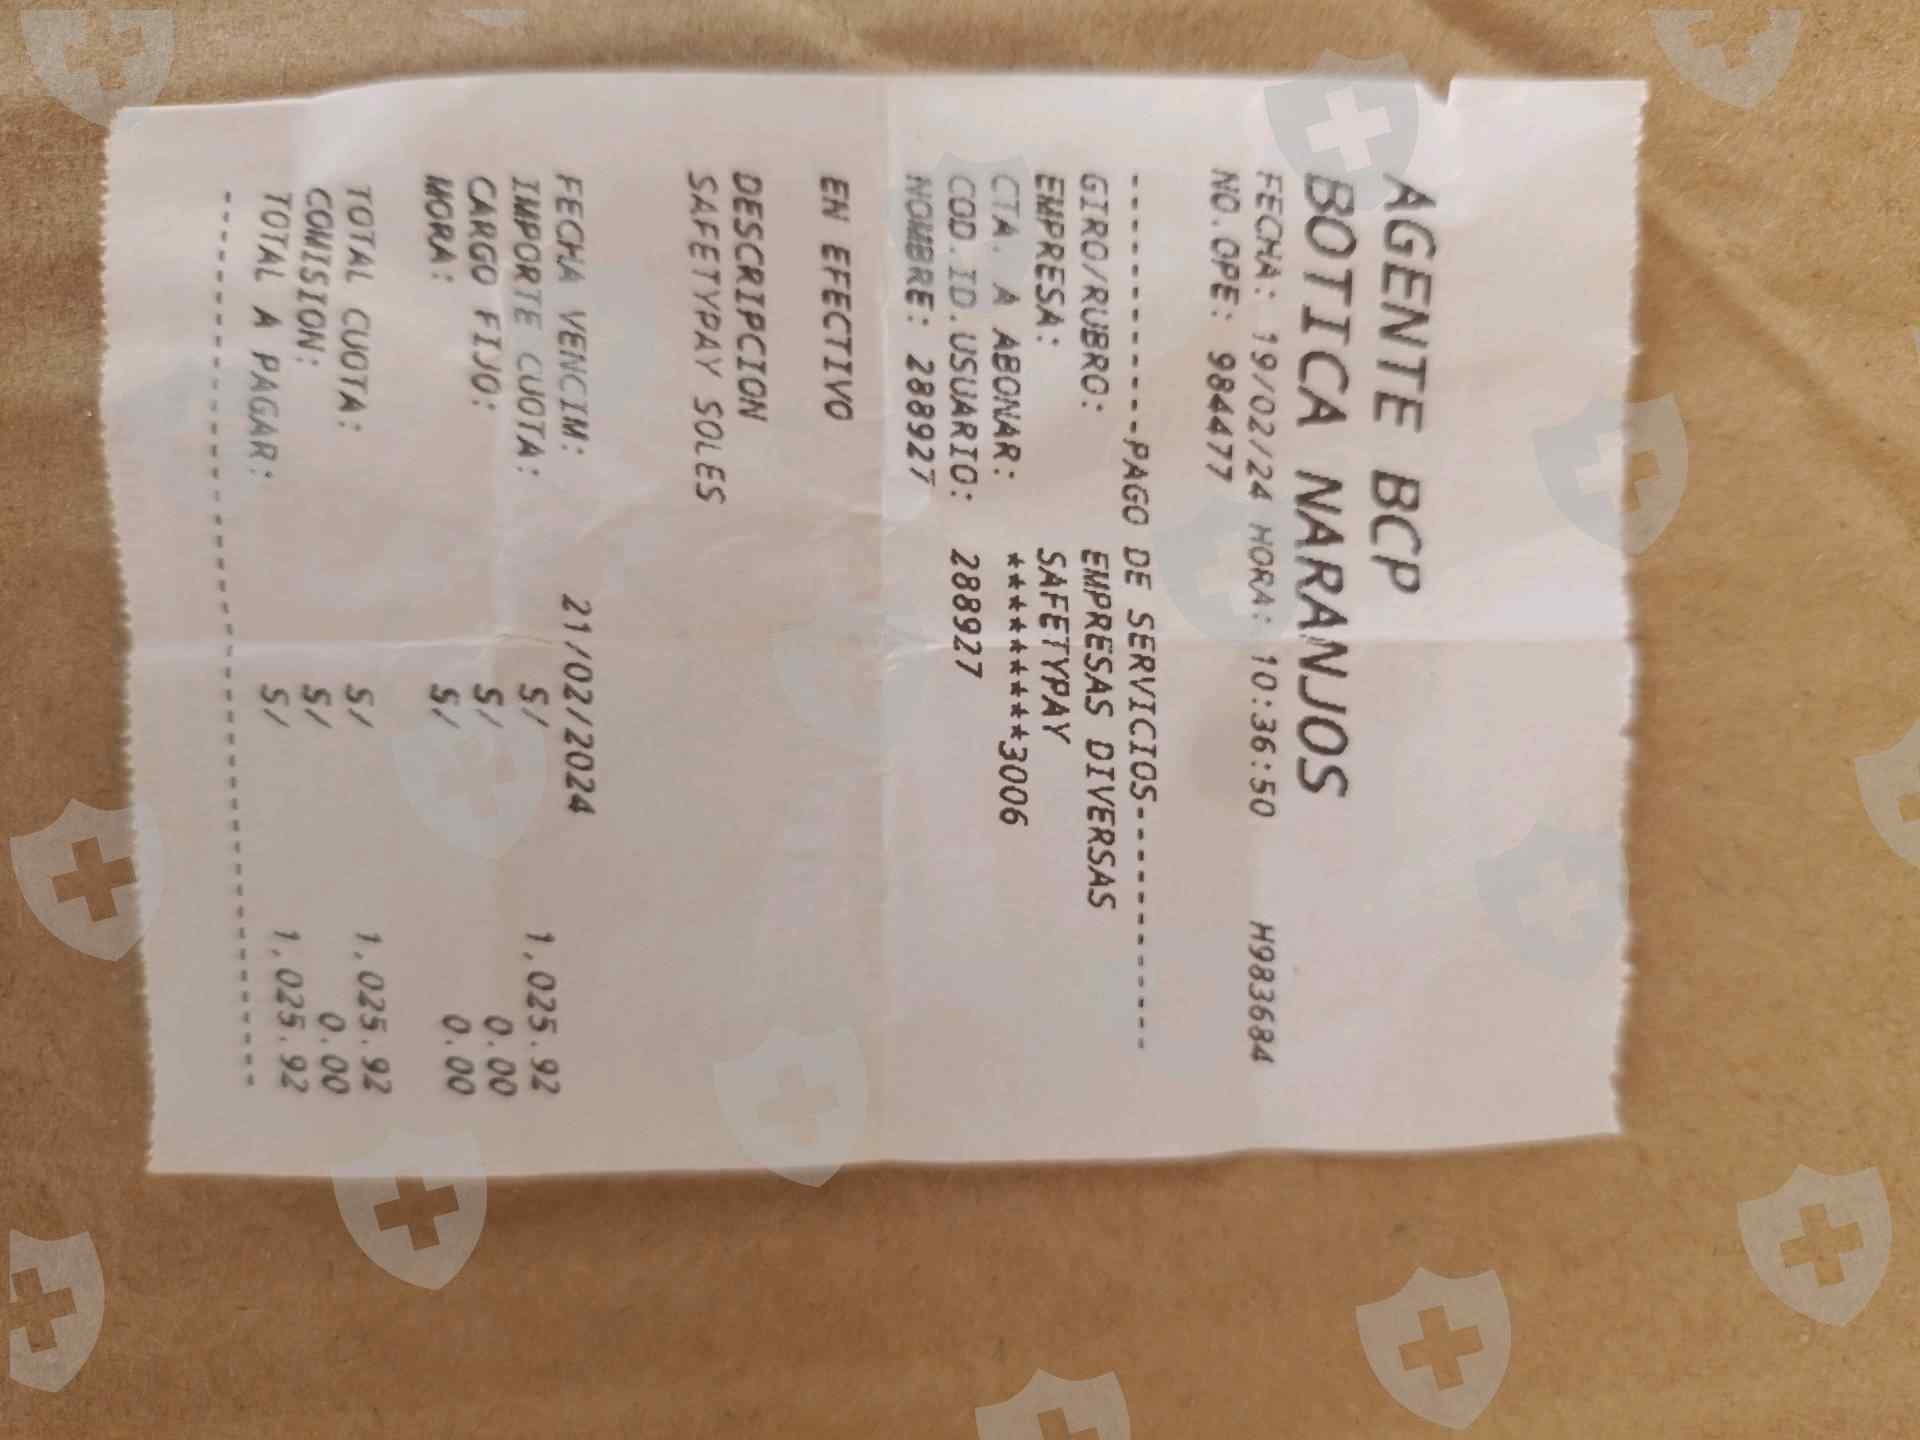 AGENTE BCP
BOTICA NARANJOS
FECHA: 19/02/24 HORA: 10:36:50 H983684
NO.OPE: 984477
----------PAGO DE SERVICIOS-----------
GIRO/RUBRO: EMPRESAS DIVERSAS
EMPRESA: SAFETYPAY
CTA. A ABONAR: *********3006
COD.ID.USUARIO: 288927
NOMBRE: 288927
EN EFECTIVO
DESCRIPCION
SAFETYPAY SOLES
FECHA VENCIM: 21/02/2024
IMPORTE CUOTA: S/ 1,025.92
CARGO FIJO: S/ 0.00
MORA: S/ 0.00
TOTAL CUOTA: S/ 1,025.92
COMISION: S/ 0.00
TOTAL A PAGAR: S/ 1,025.92
--------------------------------------